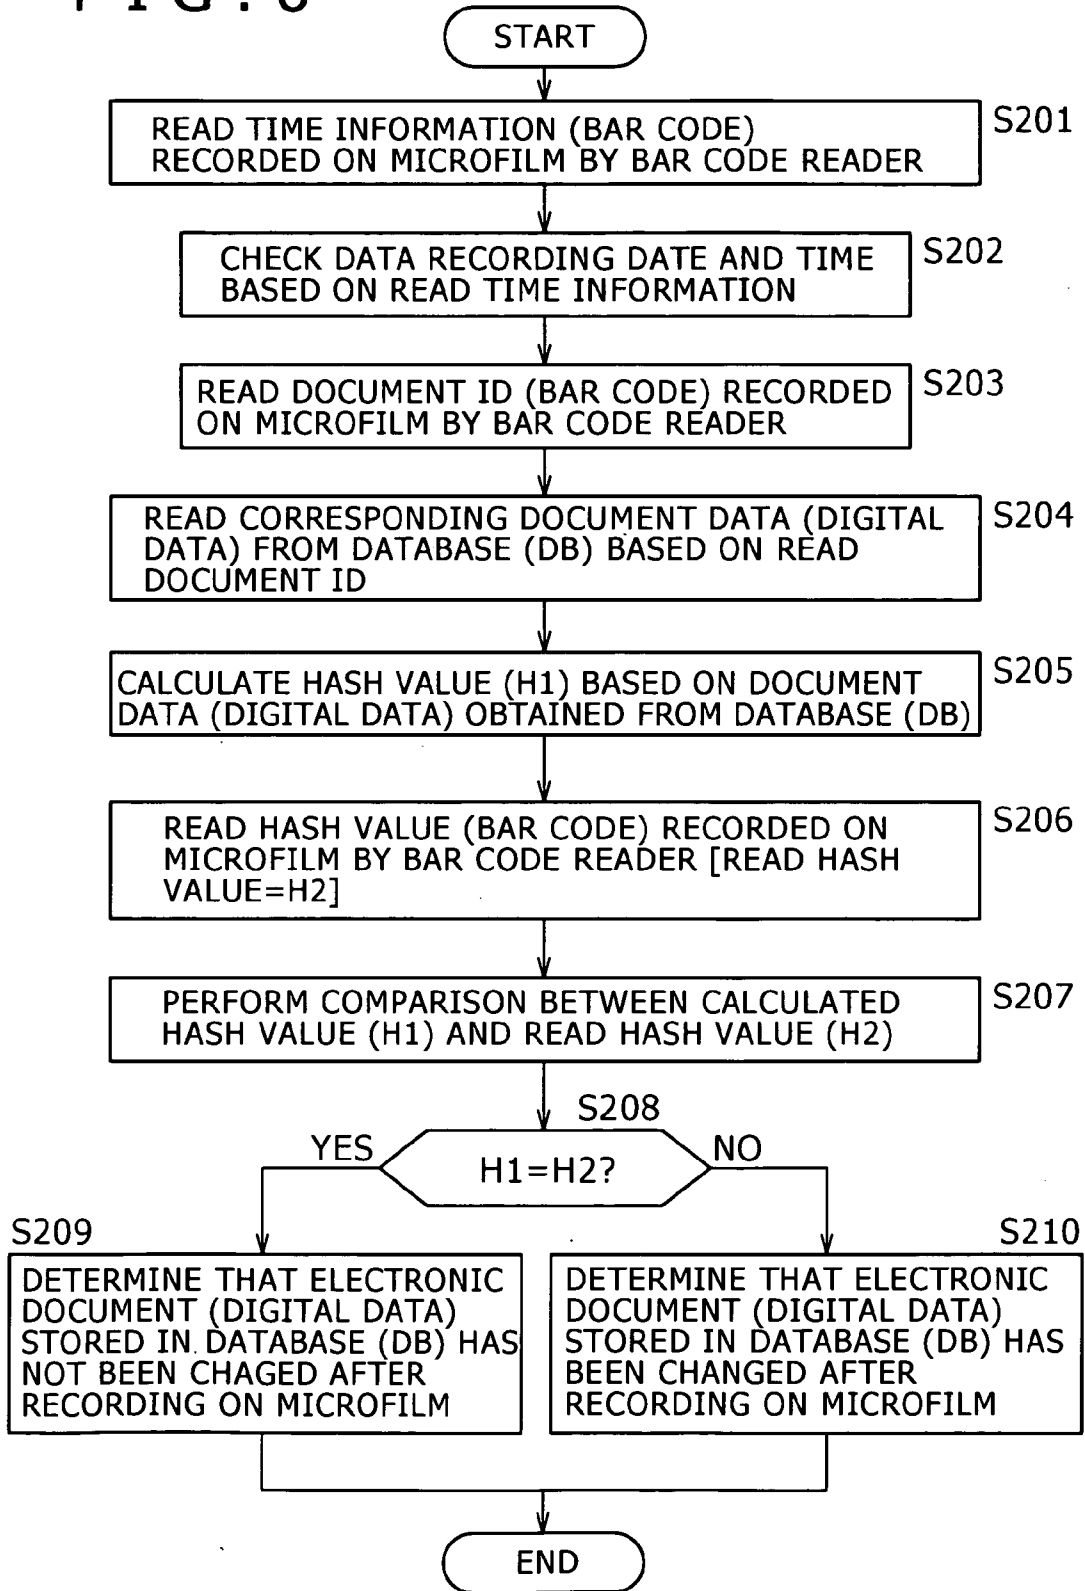 START
READ TIME INFORMATION (BAR CODE)
RECORDED ON MICROFILM BY BAR CODE READER
S201
CHECK DATA RECORDING DATE AND TIME
BASED ON READ TIME INFORMATION
S202
READ DOCUMENT ID (BAR CODE) RECORDED
ON MICROFILM BY BAR CODE READER
S203
READ CORRESPONDING DOCUMENT DATA (DIGITAL
DATA) FROM DATABASE (DB) BASED ON READ
DOCUMENT ID
S204
CALCULATE HASH VALUE (H1) BASED ON DOCUMENT
DATA (DIGITAL DATA) OBTAINED FROM DATABASE (DB)
S205
READ HASH VALUE (BAR CODE) RECORDED ON
MICROFILM BY BAR CODE READER [READ HASH
VALUE=H2]
S206
PERFORM COMPARISON BETWEEN CALCULATED
HASH VALUE (H1) AND READ HASH VALUE (H2)
S207
S208
YES
H1=H2?
NO
S209
DETERMINE THAT ELECTRONIC
DOCUMENT (DIGITAL DATA)
STORED IN DATABASE (DB) HAS
NOT BEEN CHAGED AFTER
RECORDING ON MICROFILM
S210
DETERMINE THAT ELECTRONIC
DOCUMENT (DIGITAL DATA)
STORED IN DATABASE (DB) HAS
BEEN CHANGED AFTER
RECORDING ON MICROFILM
END